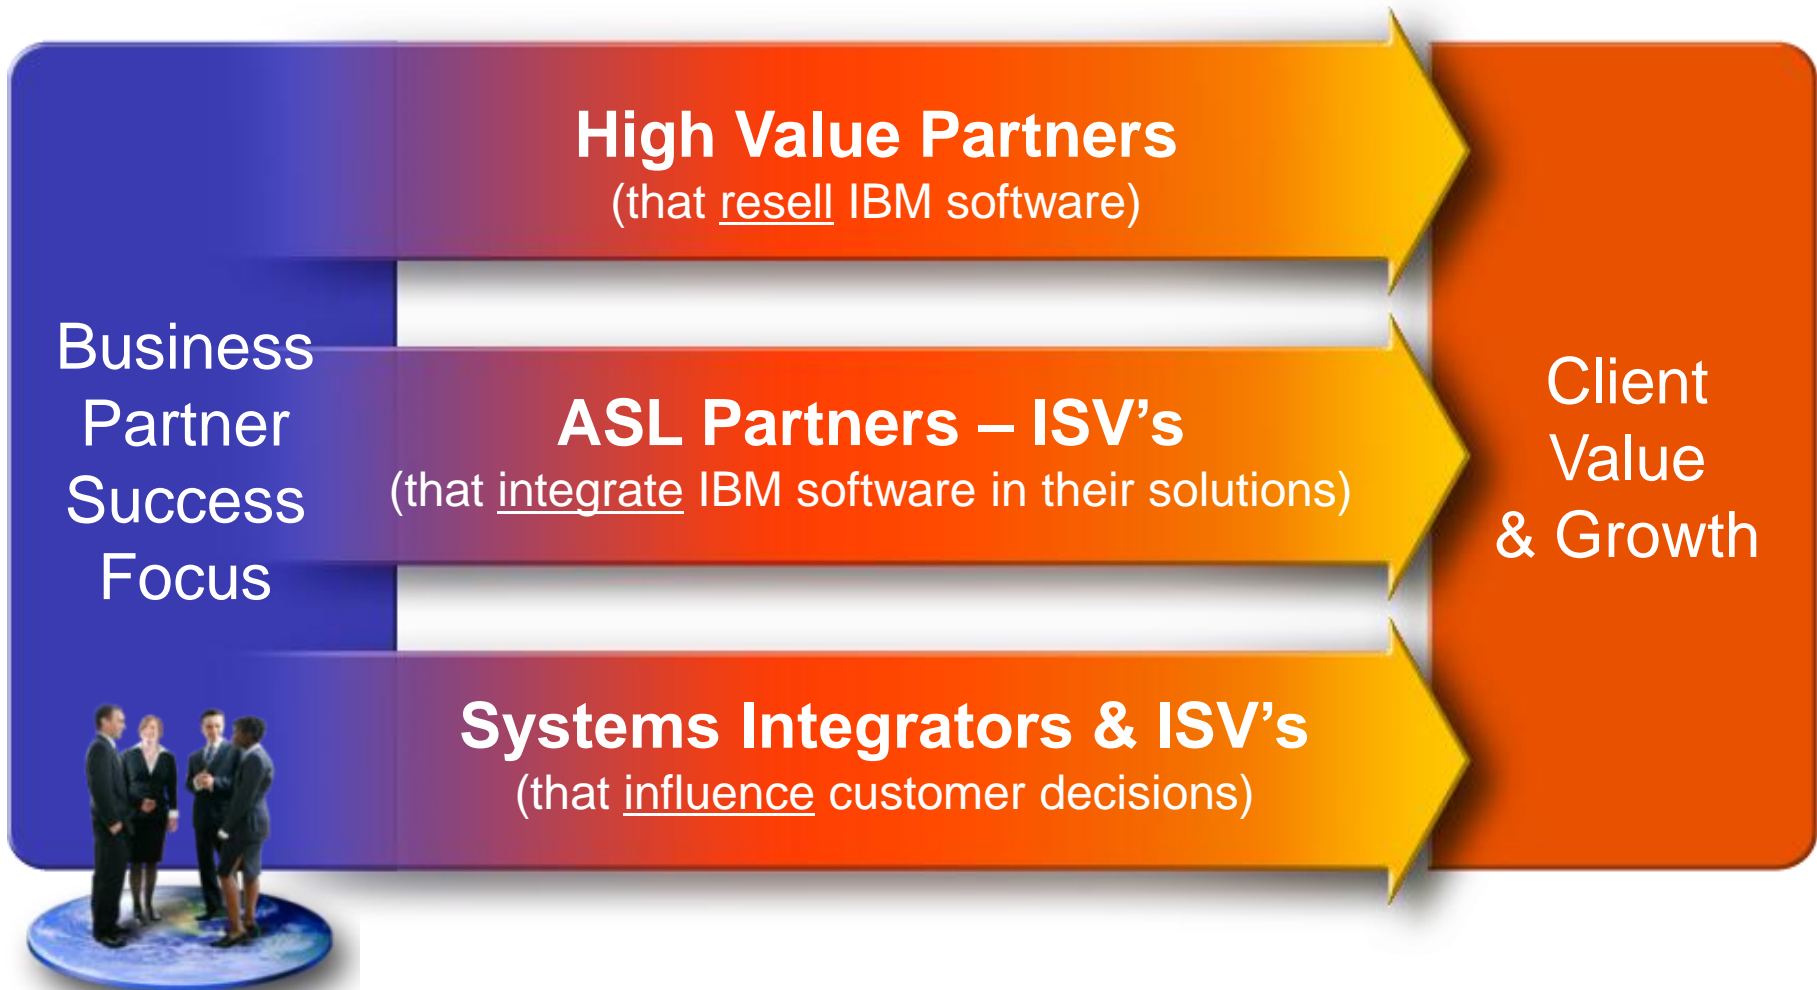 Business
Partner
Success
Focus
High Value Partners
(that resell IBM software)
ASL Partners – ISV’s
(that integrate IBM software in their solutions)
Systems Integrators & ISV’s
(that influence customer decisions)
Client
Value
& Growth